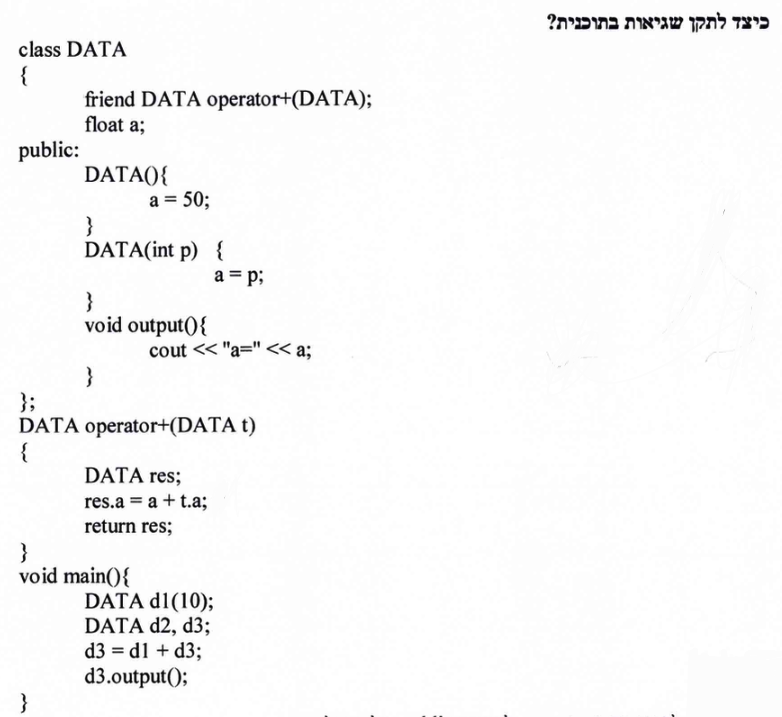 כיצד לתקן שגיאות בתוכנית?
class DATA
{
friend DATA operator+(DATA);
float a;
public:
DATA(){
a = 50;
}
DATA(int p) {
a = p;
}
void output(){
cout << "a=" << a;
}
};
DATA operator+(DATA t)
{
DATA res;
res.a = a + t.a;
return res;
}
void main(){
DATA d1(10);
DATA d2, d3;
d3 = d1 + d3;
d3.output();
}